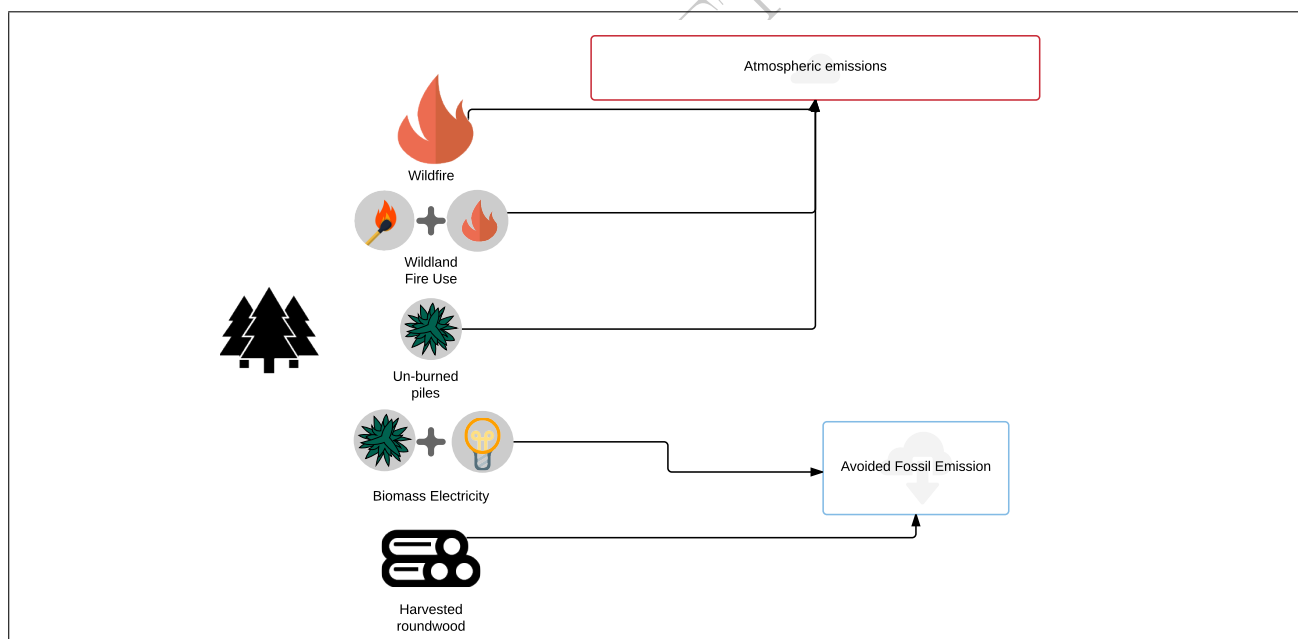 Atmospheric emissions
Wildfire
Wildland
Fire Use
Un-burned
piles
Biomass Electricity
Avoided Fossil Emission
Harvested
roundwood